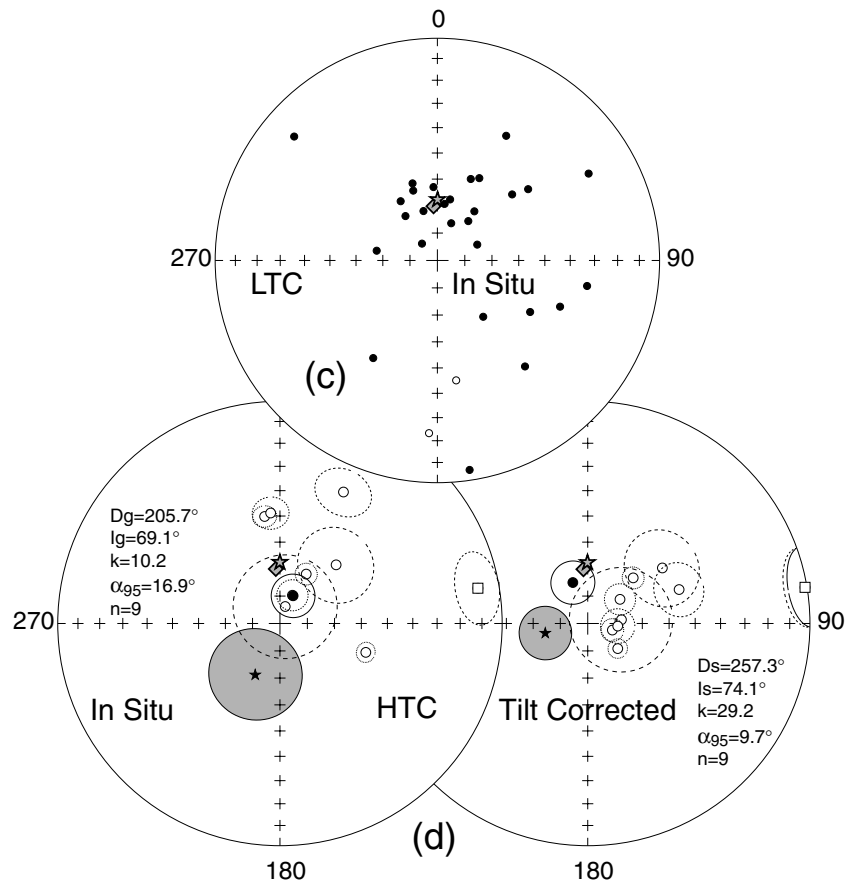 0
270
90
LTC
In Situ
(c)
Dg=205.7°
Ig=69.1°
k=10.2
α95=16.9°
n=9
270
90
Ds=257.3°
Is=74.1°
k=29.2
α95=9.7°
n=9
In Situ
HTC
Tilt Corrected
(d)
180
180